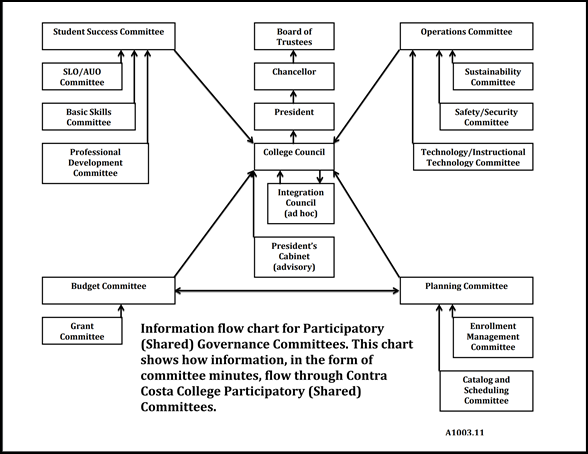 Student Success Committee
SLO/AUO
Committee
Basic Skills
Committee
Professional
Development
Committee
Board of
Trustees
Chancellor
President
College Council
Integration
Council
(ad hoc)
President's
Cabinet
(advisory)
Operations Committee
Sustainability
Committee
Safety/Security
Committee
Technology/Instructional
Technology Committee
Budget Committee
Grant
Committee
Planning Committee
Enrollment
Management
Committee
Catalog and
Scheduling
Committee
Information flow chart for Participatory
(Shared) Governance Committees. This chart
shows how information, in the form of
committee minutes, flow through Contra
Costa College Participatory (Shared)
Committees.
A1003.11